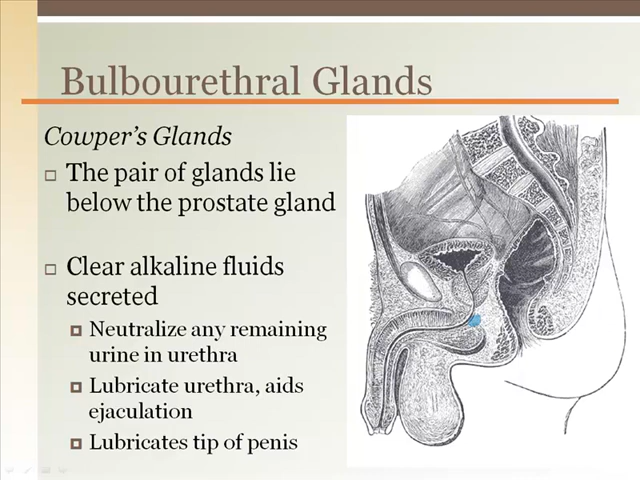 Bulbourethral Glands
Cowper's Glands
The pair of glands lie
below the prostate gland
Clear alkaline fluids
secreted
Neutralize any remaining
urine in urethra
Lubricate urethra, aids
ejaculation
Lubricates tip of penis